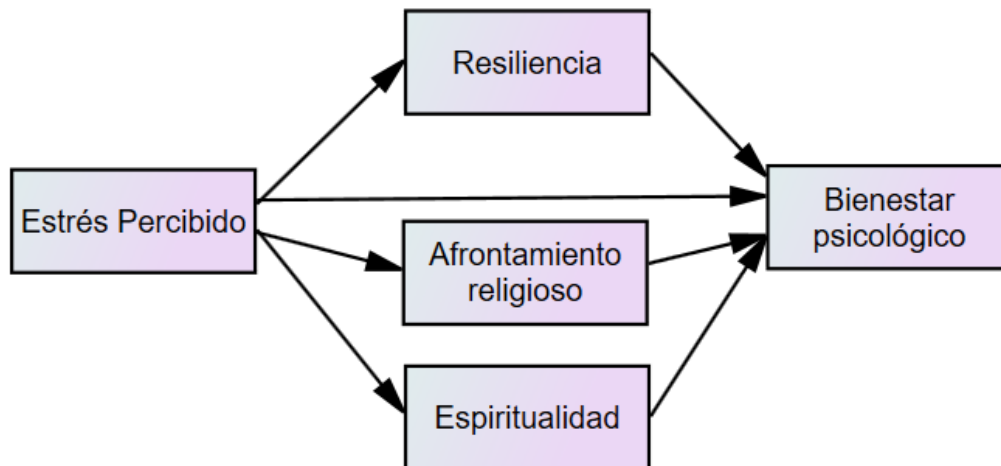 Resiliencia
Estrés Percibido
Bienestar
psicológico
Afrontamiento
religioso
Espiritualidad